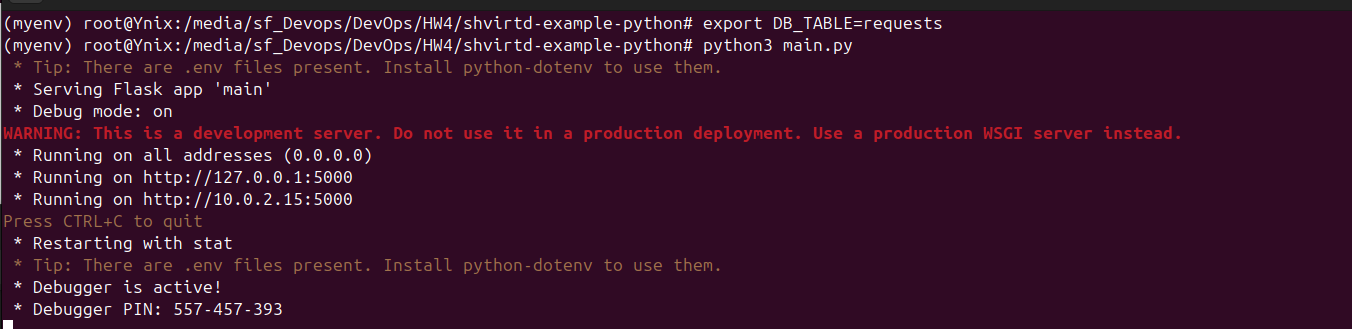 (myenv) root@Ynix:/media/sf_Devops/DevOps/HW4/shvirtd-example-python# export DB_TABLE=requests
(myenv) root@Ynix:/media/sf_Devops/DevOps/HW4/shvirtd-example-python# python3 main.py
 * Tip: There are .env files present. Install python-dotenv to use them.
 * Serving Flask app 'main'
 * Debug mode: on
WARNING: This is a development server. Do not use it in a production deployment. Use a production WSGI server instead.
 * Running on all addresses (0.0.0.0)
 * Running on http://127.0.0.1:5000
 * Running on http://10.0.2.15:5000
Press CTRL+C to quit
 * Restarting with stat
 * Tip: There are .env files present. Install python-dotenv to use them.
 * Debugger is active!
 * Debugger PIN: 557-457-393